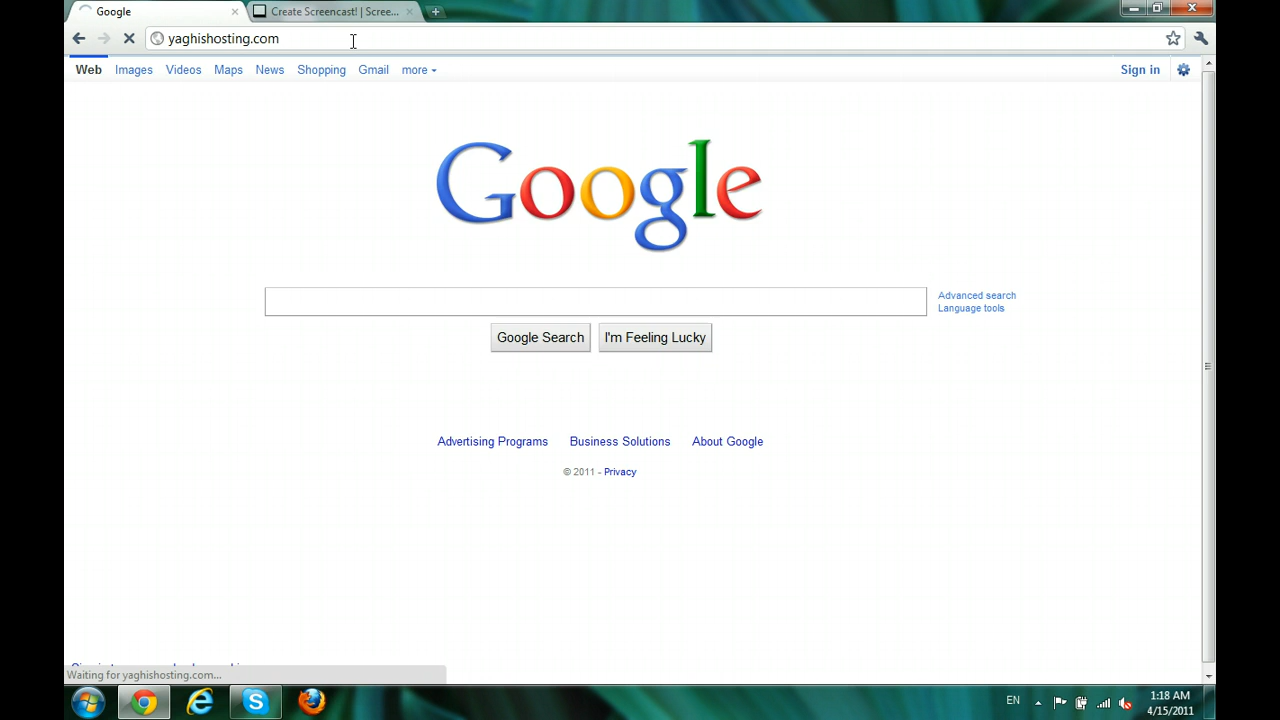 Google
Create Screencast! | Scree...
yaghishosting.com
Web Images Videos Maps News Shopping Gmail more
Sign in
Google
Advanced search
Language tools
Google Search I'm Feeling Lucky
Advertising Programs Business Solutions About Google
© 2011 - Privacy
Waiting for yaghishosting.com...
EN
1:18 AM
4/15/2011